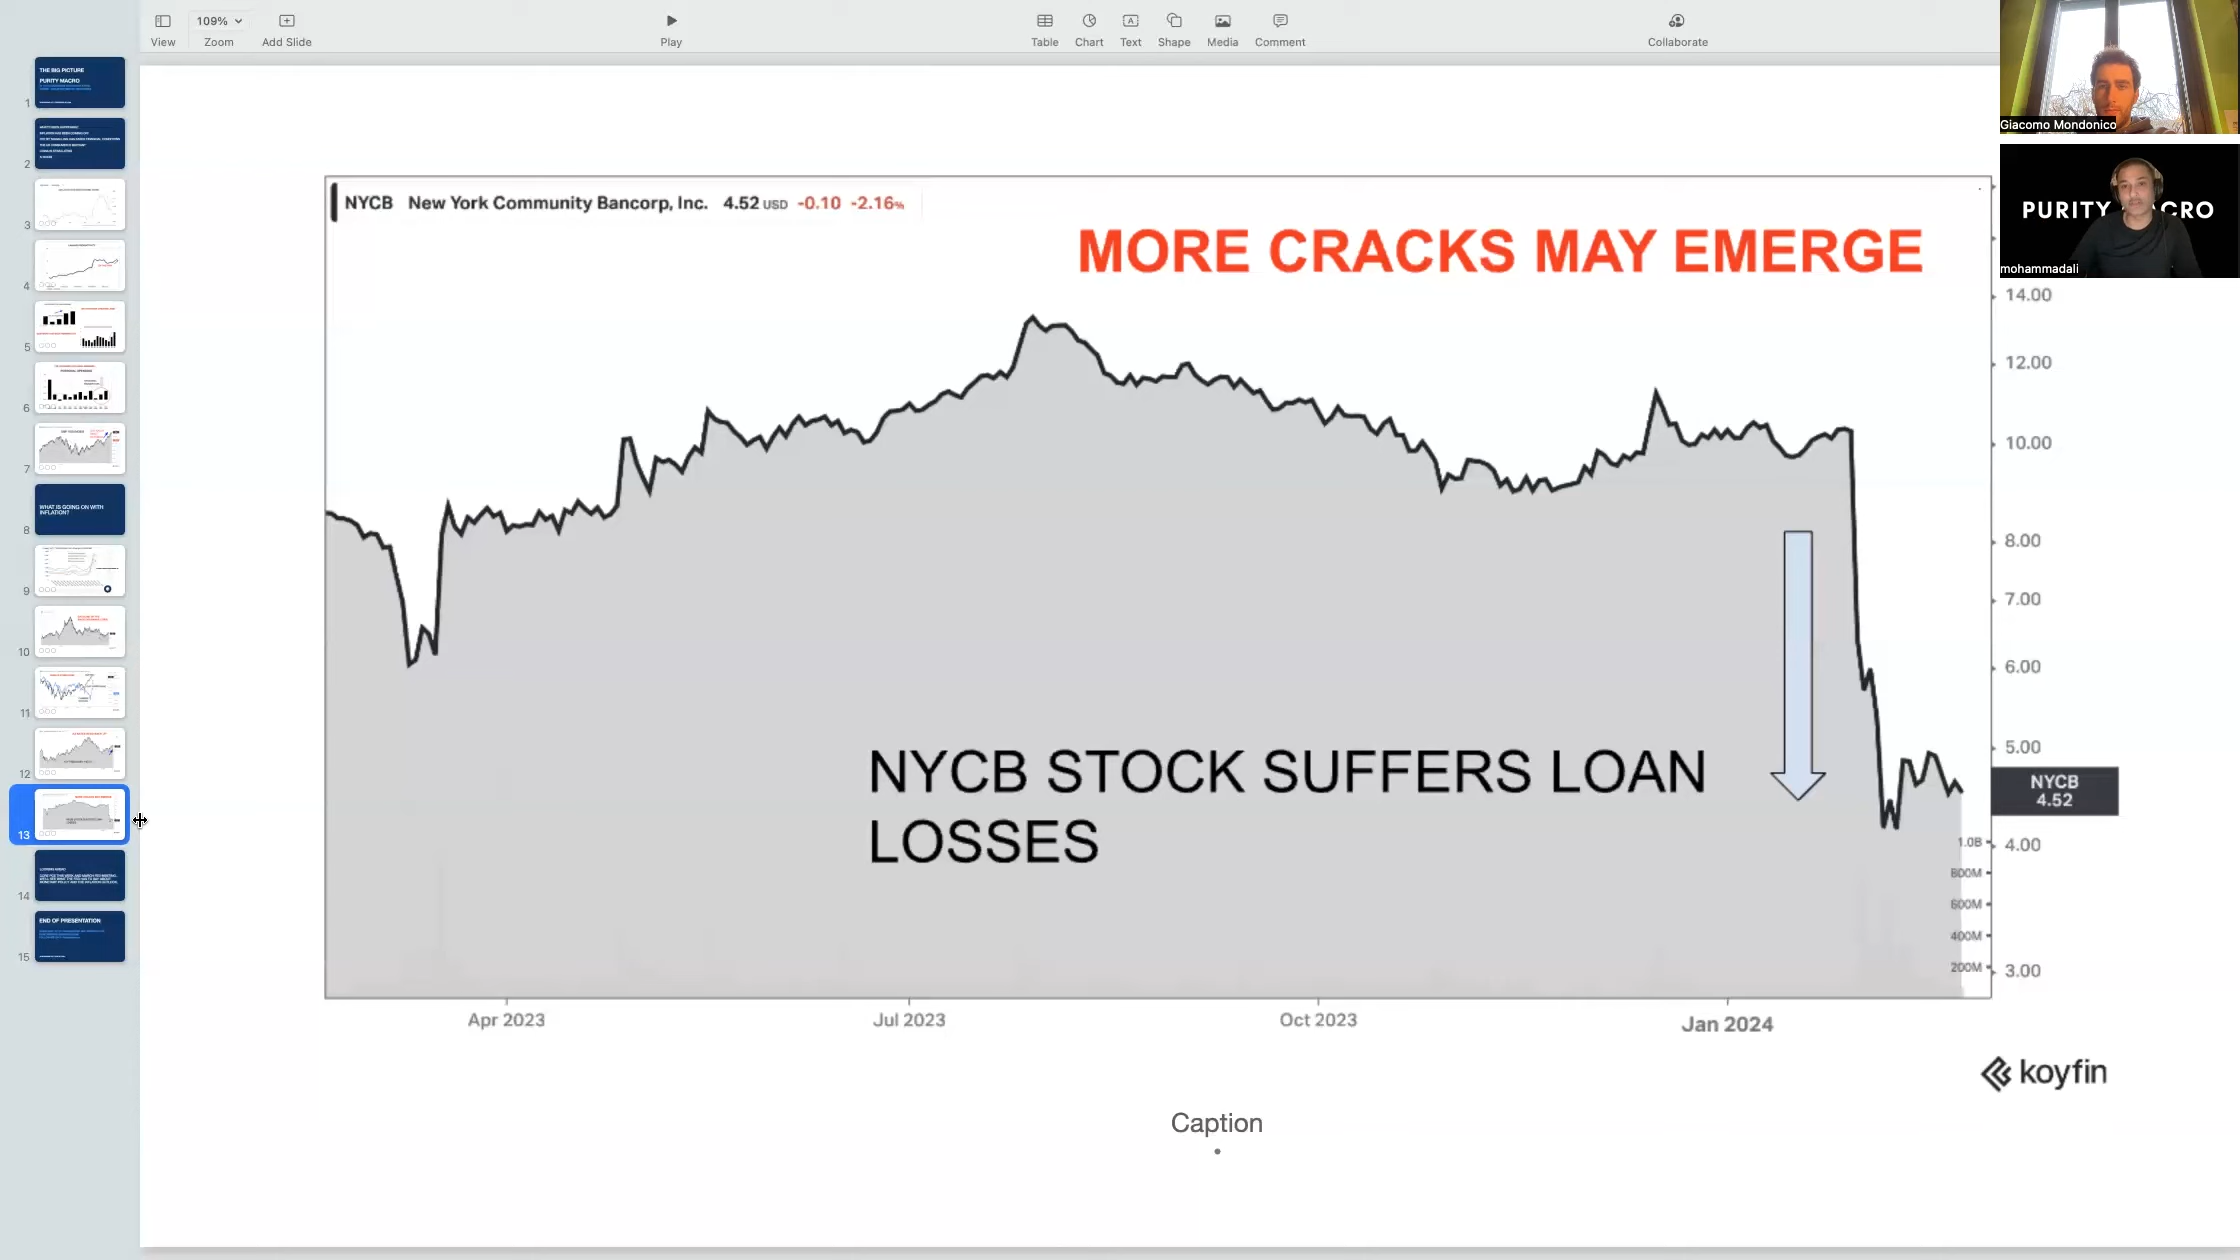 109%
View
Zoom
Add Slide
Play
Table
Chart
Text
Shape
Media
Comment
Collaborate
Giacomo Mondonico
PURITY
CRO
mohammadali
1
THE BIG PICTURE
PURITY MACRO
2
3
4
5
6
7
8
WHAT IS GOING ON WITH
INFLATION?
9
10
11
12
13
14
15
END OF PRESENTATION
NYCB New York Community Bancorp, Inc. 4.52 USD -0.10 -2.16%
MORE CRACKS MAY EMERGE
14.00
12.00
10.00
8.00
7.00
6.00
5.00
NYCB
4.52
4.00
3.00
1.0B
800M
600M
400M
200M
NYCB STOCK SUFFERS LOAN
LOSSES
Apr 2023
Jul 2023
Oct 2023
Jan 2024
koyfin
Caption